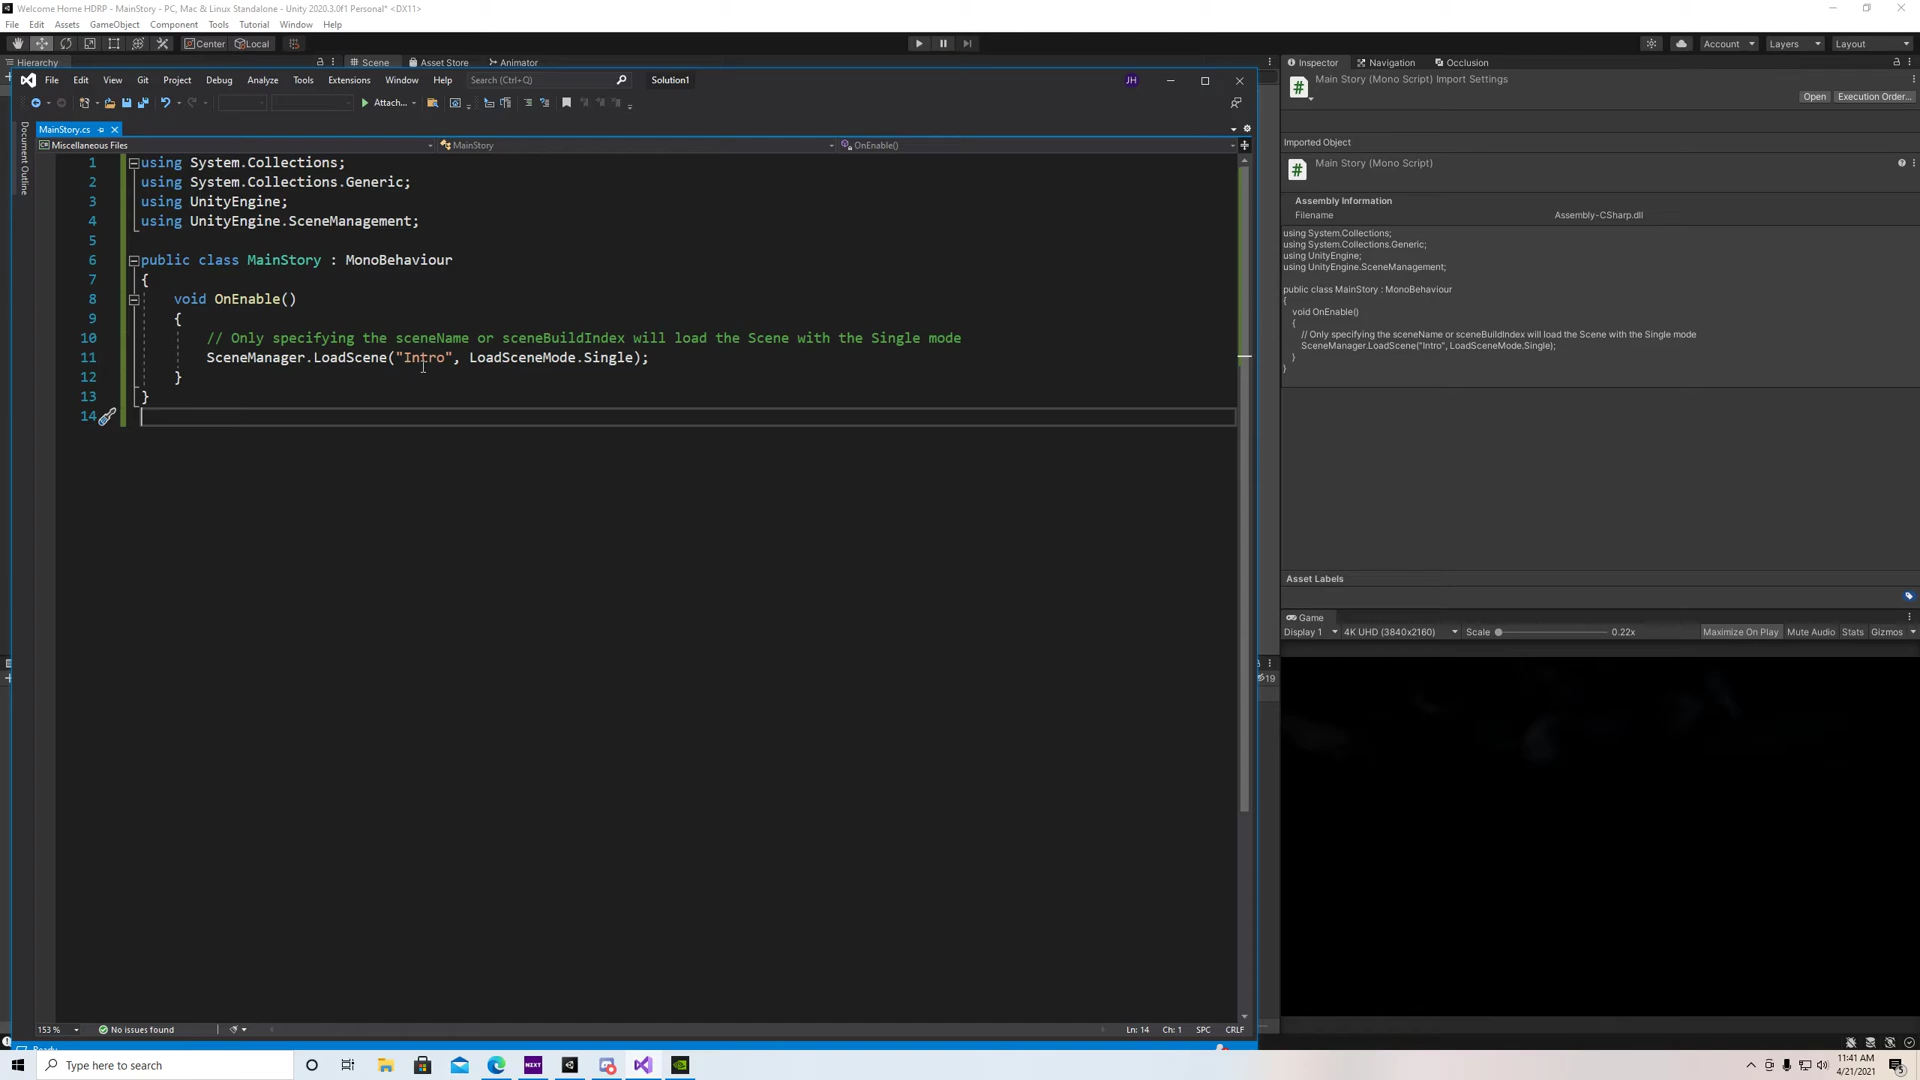 Welcome Home HDRP - MainStory - PC, Mac & Linux Standalone - Unity 2020.3.0f1 Personal* <DX11>
File Edit Assets GameObject Component Tools Tutorial Window Help
Center Local
Account Layers Layout
Hierarchy
Scene Asset Store Animator
Inspector Navigation Occlusion
File Edit View Git Project Debug Analyze Tools Extensions Window Help Search (Ctrl+Q) Solution1 JH
Attach...
Document Outline
MainStory.cs
Miscellaneous Files MainStory OnEnable()
1 using System.Collections;
2 using System.Collections.Generic;
3 using UnityEngine;
4 using UnityEngine.SceneManagement;
5
6 public class MainStory : MonoBehaviour
7 {
8 void OnEnable()
9 {
10 // Only specifying the sceneName or sceneBuildIndex will load the Scene with the Single mode
11 SceneManager.LoadScene("Intro", LoadSceneMode.Single);
12 }
13 }
14
153 % No issues found Ln: 14 Ch: 1 SPC CRLF
Main Story (Mono Script) Import Settings
Open Execution Order...
Imported Object
Main Story (Mono Script)
Assembly Information
Filename Assembly-CSharp.dll
using System.Collections;
using System.Collections.Generic;
using UnityEngine;
using UnityEngine.SceneManagement;
public class MainStory : MonoBehaviour
{
void OnEnable()
{
// Only specifying the sceneName or sceneBuildIndex will load the Scene with the Single mode
SceneManager.LoadScene("Intro", LoadSceneMode.Single);
}
}
Asset Labels
Game
Display 1 4K UHD (3840x2160) Scale 0.22x Maximize On Play Mute Audio Stats Gizmos
19
Type here to search
NZXT
11:41 AM
4/21/2021
5